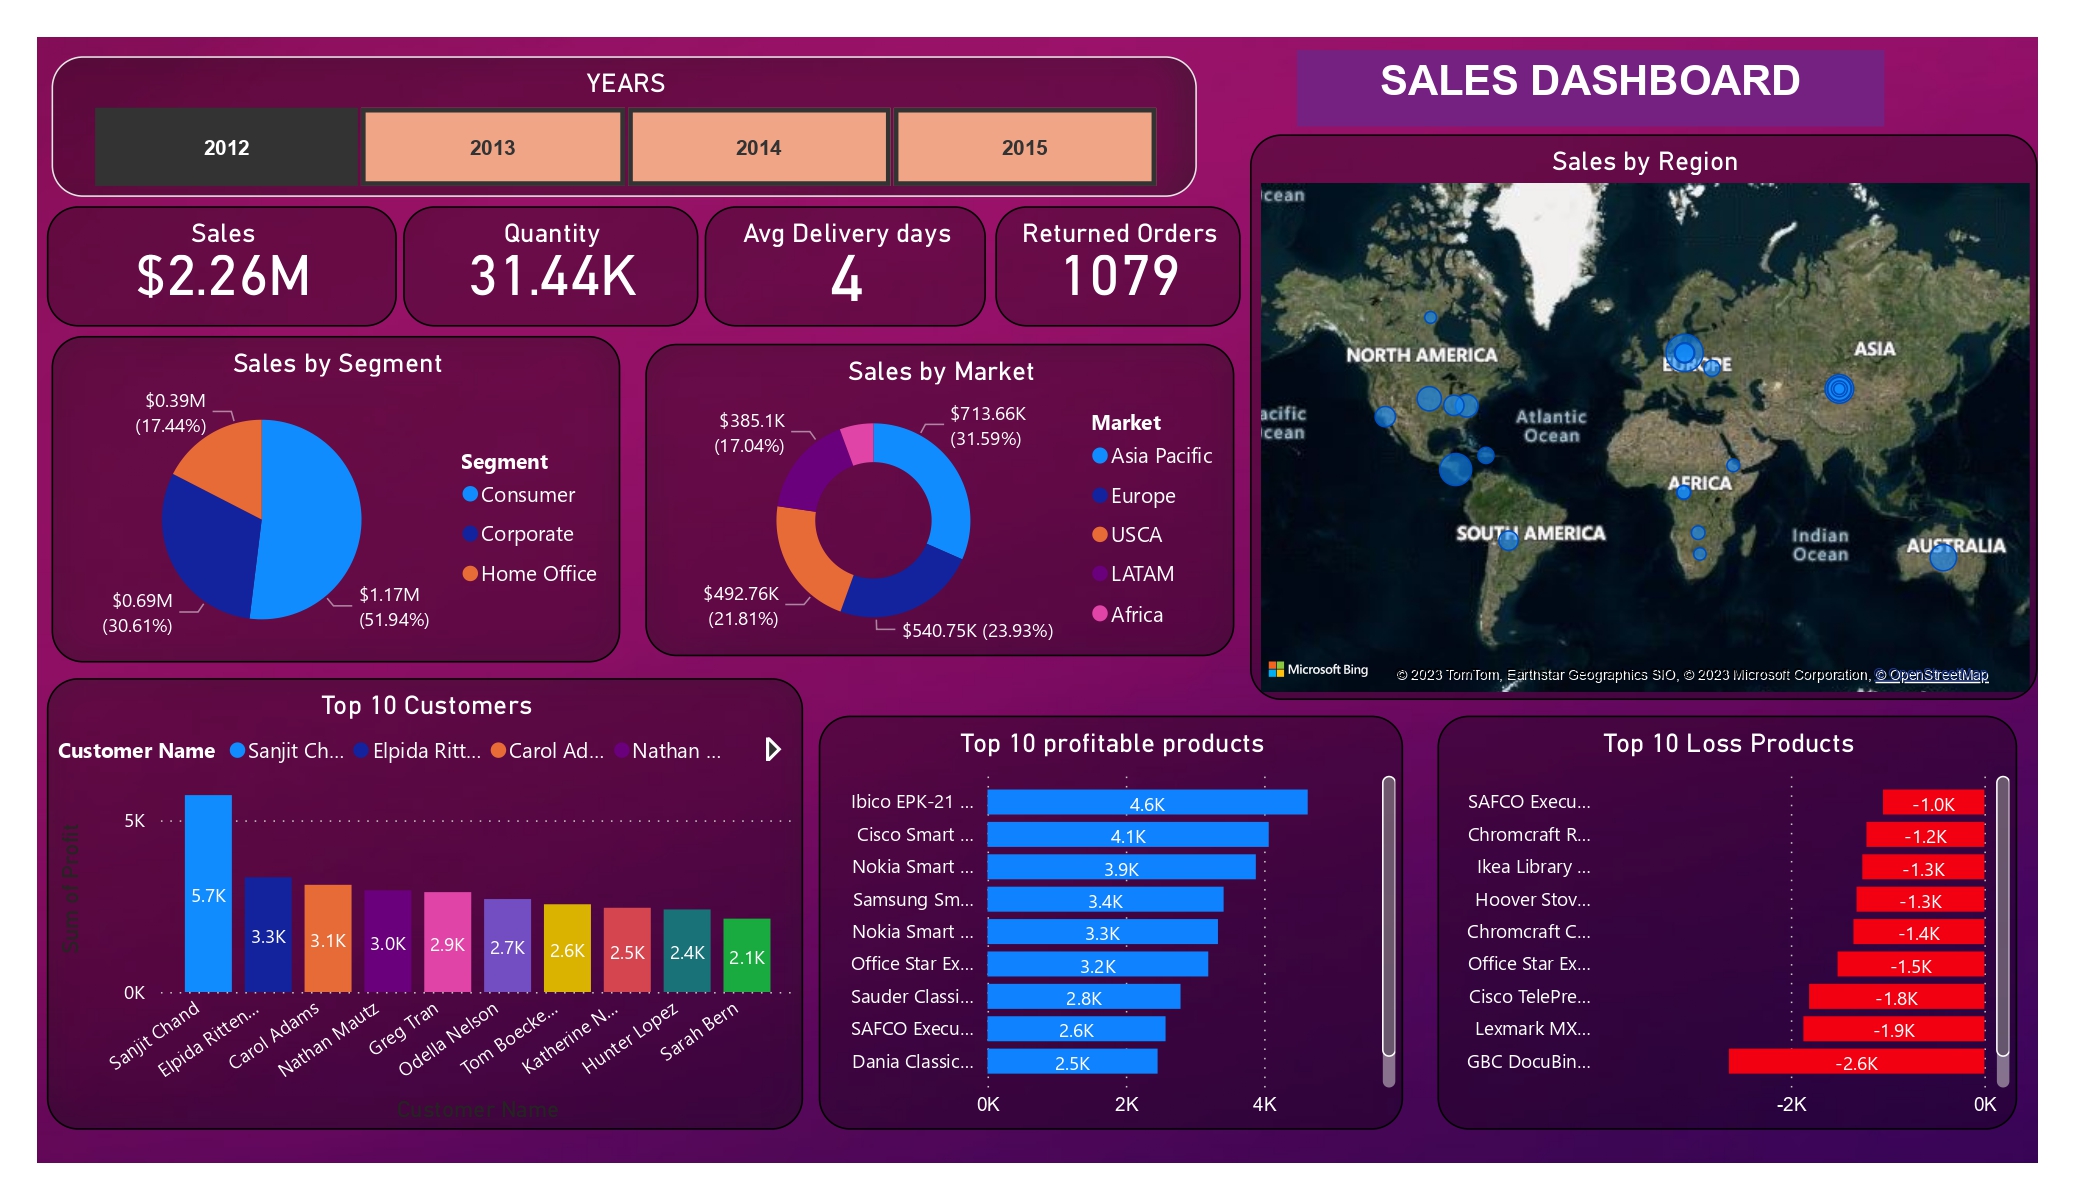 YEARS
2012
2013
2014
2015
SALES DASHBOARD
Sales
$2.26M
Quantity
31.44K
Avg Delivery days
4
Returned Orders
1079
Sales by Segment
$0.39M
(17.44%)
$0.69M
(30.61%)
$1.17M
(51.94%)
Segment
Consumer
Corporate
Home Office
Sales by Market
$385.1K
(17.04%)
$713.66K
(31.59%)
$492.76K
(21.81%)
$540.75K (23.93%)
Market
Asia Pacific
Europe
USCA
LATAM
Africa
Sales by Region
cean
NORTH AMERICA
EUROPE
ASIA
acific
cean
Atlantic
Ocean
AFRICA
SOUTH AMERICA
Indian
Ocean
AUSTRALIA
Microsoft Bing
© 2023 TomTom, Earthstar Geographics SIO, © 2023 Microsoft Corporation, © OpenStreetMap
Top 10 Customers
Customer Name Sanjit Ch... Elpida Ritt... Carol Ad... Nathan ...
Sum of Profit
5K
0K
5.7K
3.3K
3.1K
3.0K
2.9K
2.7K
2.6K
2.5K
2.4K
2.1K
Sanjit Chand
Elpida Ritten...
Carol Adams
Nathan Mautz
Greg Tran
Odella Nelson
Tom Boecke...
Katherine N...
Hunter Lopez
Sarah Bern
Customer Name
Top 10 profitable products
Ibico EPK-21 ... 4.6K
Cisco Smart ... 4.1K
Nokia Smart ... 3.9K
Samsung Sm... 3.4K
Nokia Smart ... 3.3K
Office Star Ex... 3.2K
Sauder Classi... 2.8K
SAFCO Execu... 2.6K
Dania Classic... 2.5K
0K 2K 4K
Top 10 Loss Products
SAFCO Execu... -1.0K
Chromcraft R... -1.2K
Ikea Library ... -1.3K
Hoover Stov... -1.3K
Chromcraft C... -1.4K
Office Star Ex... -1.5K
Cisco TelePre... -1.8K
Lexmark MX... -1.9K
GBC DocuBin... -2.6K
-2K 0K